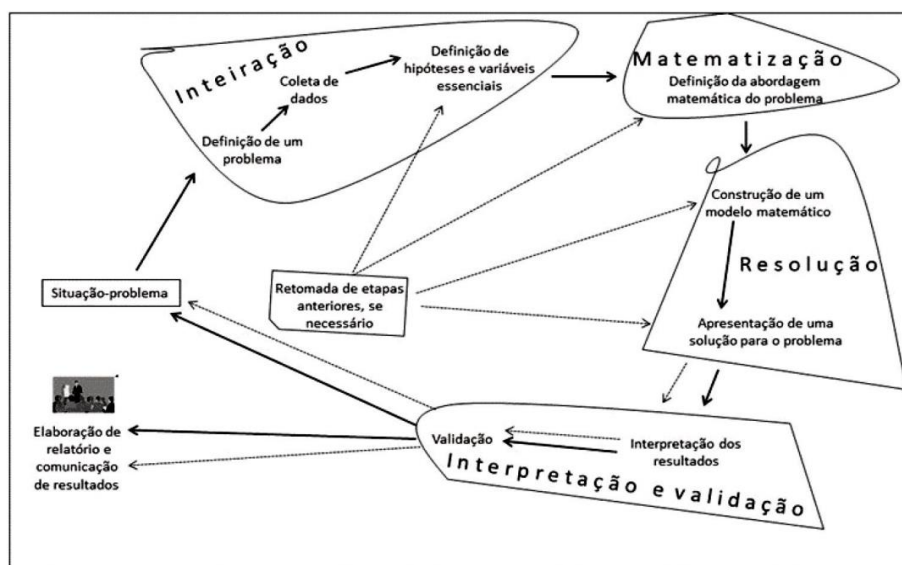 Inteiração
Definição de um
problema
Coleta de
dados
Definição de
hipóteses e variáveis
essenciais
Matematização
Definição da abordagem
matemática do problema
Construção de um
modelo matemático
Resolução
Apresentação de uma
solução para o problema
Situação-problema
Retomada de etapas
anteriores, se
necessário
Elaboração de
relatório e
comunicação
de resultados
Validação
Interpretação dos
resultados
Interpretação e validação